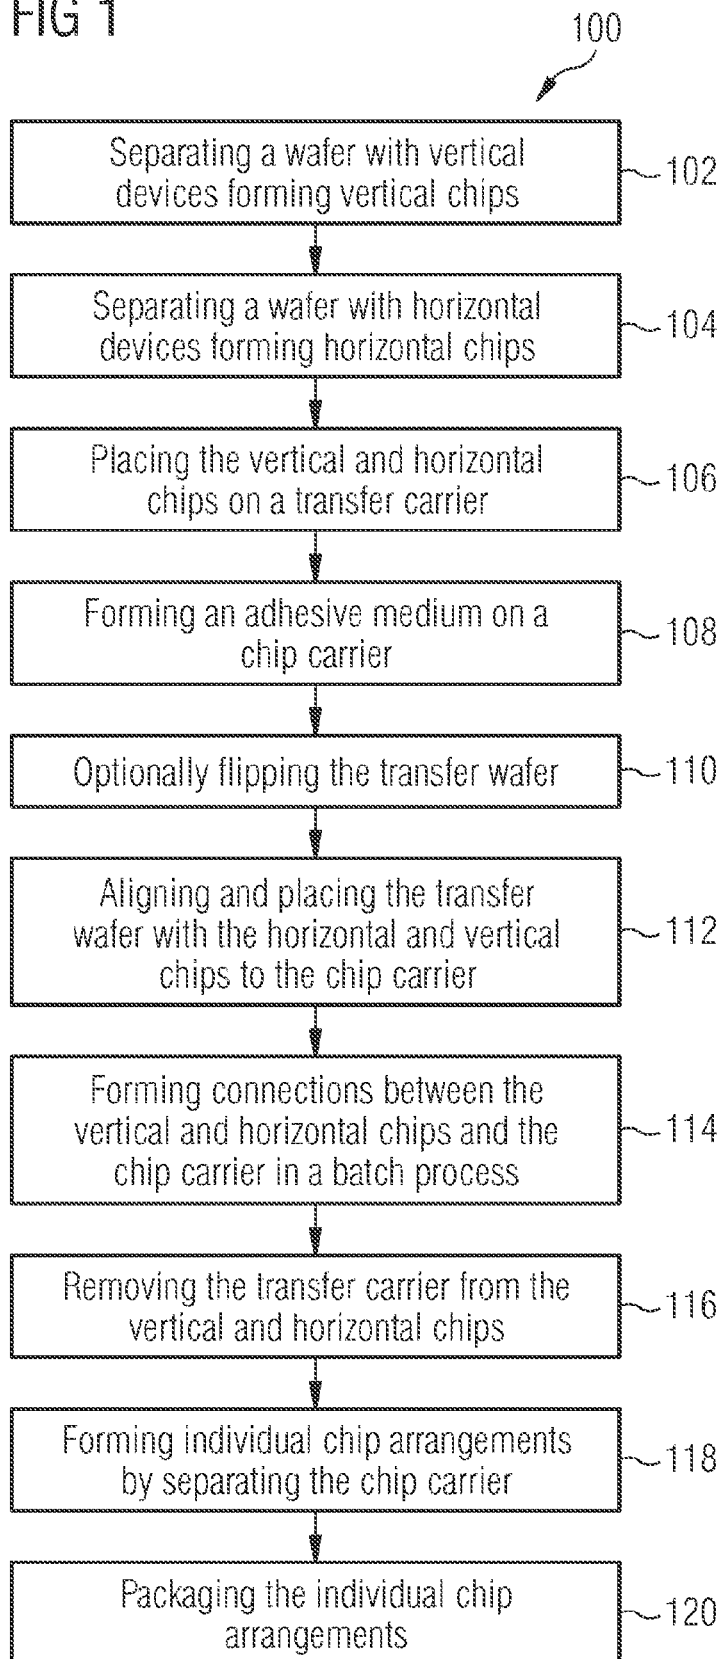 FIG 1
100
Separating a wafer with vertical
devices forming vertical chips
102
Separating a wafer with horizontal
devices forming horizontal chips
104
Placing the vertical and horizontal
chips on a transfer carrier
106
Forming an adhesive medium on a
chip carrier
108
Optionally flipping the transfer wafer
110
Aligning and placing the transfer
wafer with the horizontal and vertical
chips to the chip carrier
112
Forming connections between the
vertical and horizontal chips and the
chip carrier in a batch process
114
Removing the transfer carrier from the
vertical and horizontal chips
116
Forming individual chip arrangements
by separating the chip carrier
118
Packaging the individual chip
arrangements
120